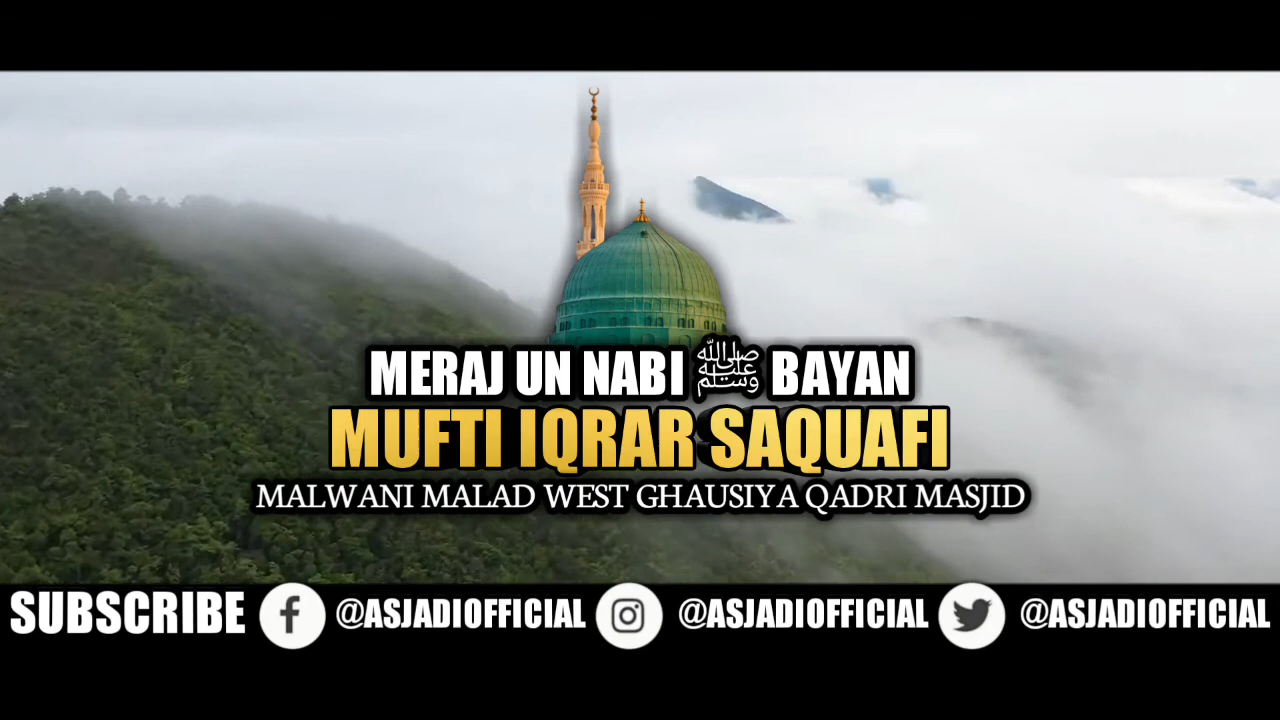 MERAJ UN NABI ﷺ BAYAN
MUFTI IQRAR SAQUAFI
MALWANI MALAD WEST GHAUSIYA QADRI MASJID
SUBSCRIBE @ASJADIOFFICIAL @ASJADIOFFICIAL @ASJADIOFFICIAL